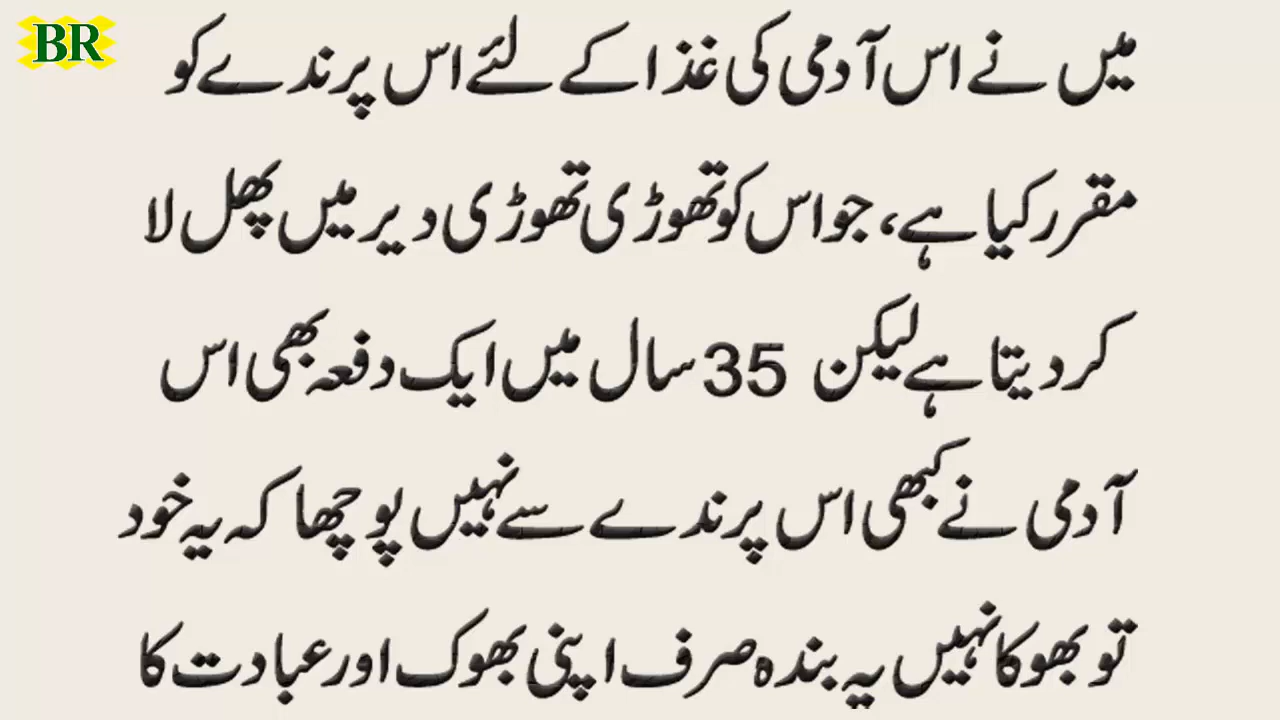 BR
میں نے اس آدمی کی غذا کے لئے اس پرندے کو
مقرر کیا ہے، جو اس کو تھوڑی تھوڑی دیر میں پھل لا
کر دیتا ہے لیکن 35 سال میں ایک دفعہ بھی اس
آدمی نے کبھی اس پرندے سے نہیں پوچھا کہ یہ خود
تو بھوکا نہیں یہ بندہ صرف اپنی بھوک اور عبادت کا